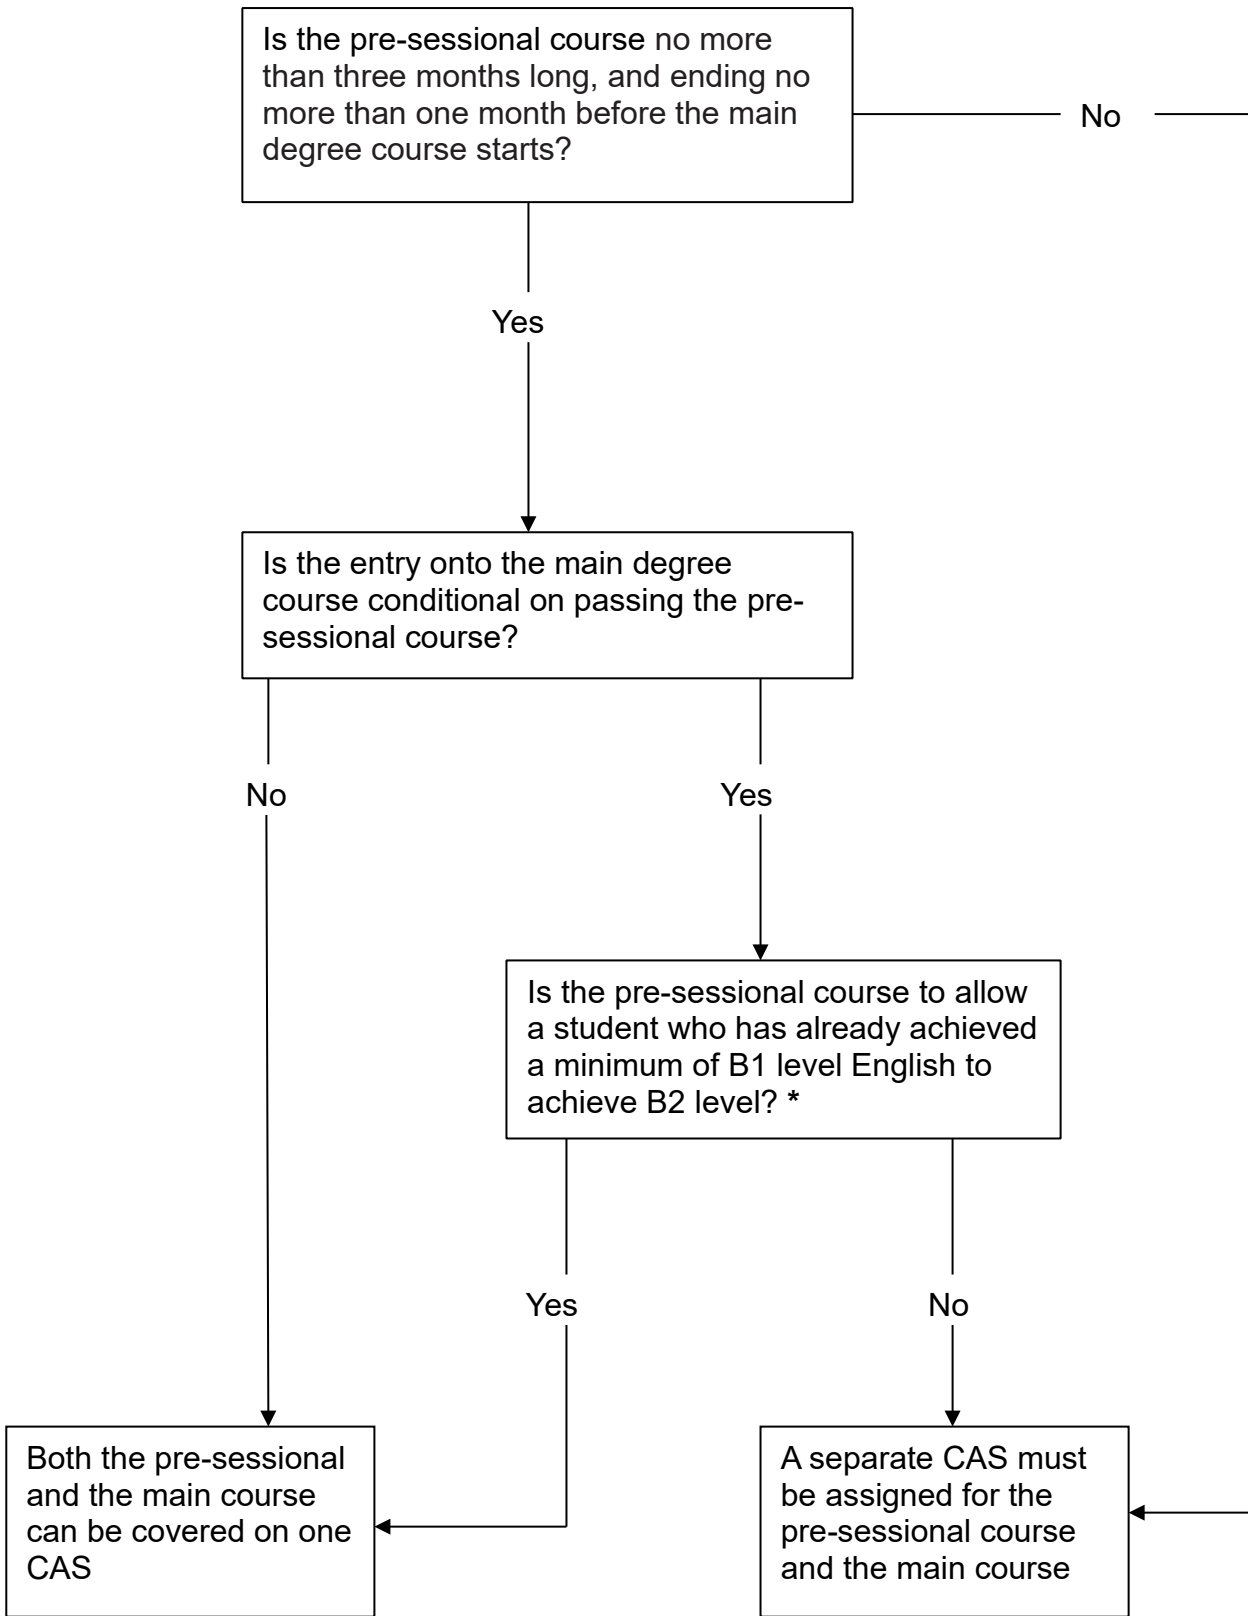 Is the pre-sessional course no more
than three months long, and ending no
more than one month before the main
degree course starts?
No
Yes
Is the entry onto the main degree
course conditional on passing the pre-
sessional course?
No
Yes
Is the pre-sessional course to allow
a student who has already achieved
a minimum of B1 level English to
achieve B2 level? *
Yes
No
Both the pre-sessional
and the main course
can be covered on one
CAS
A separate CAS must
be assigned for the
pre-sessional course
and the main course